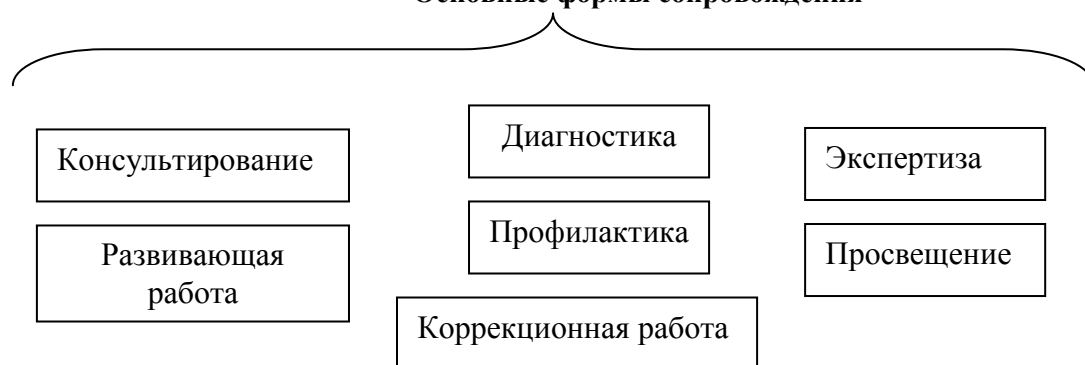 Основные формы сопровождения
Консультирование
Диагностика
Экспертиза
Развивающая
работа
Профилактика
Просвещение
Коррекционная работа